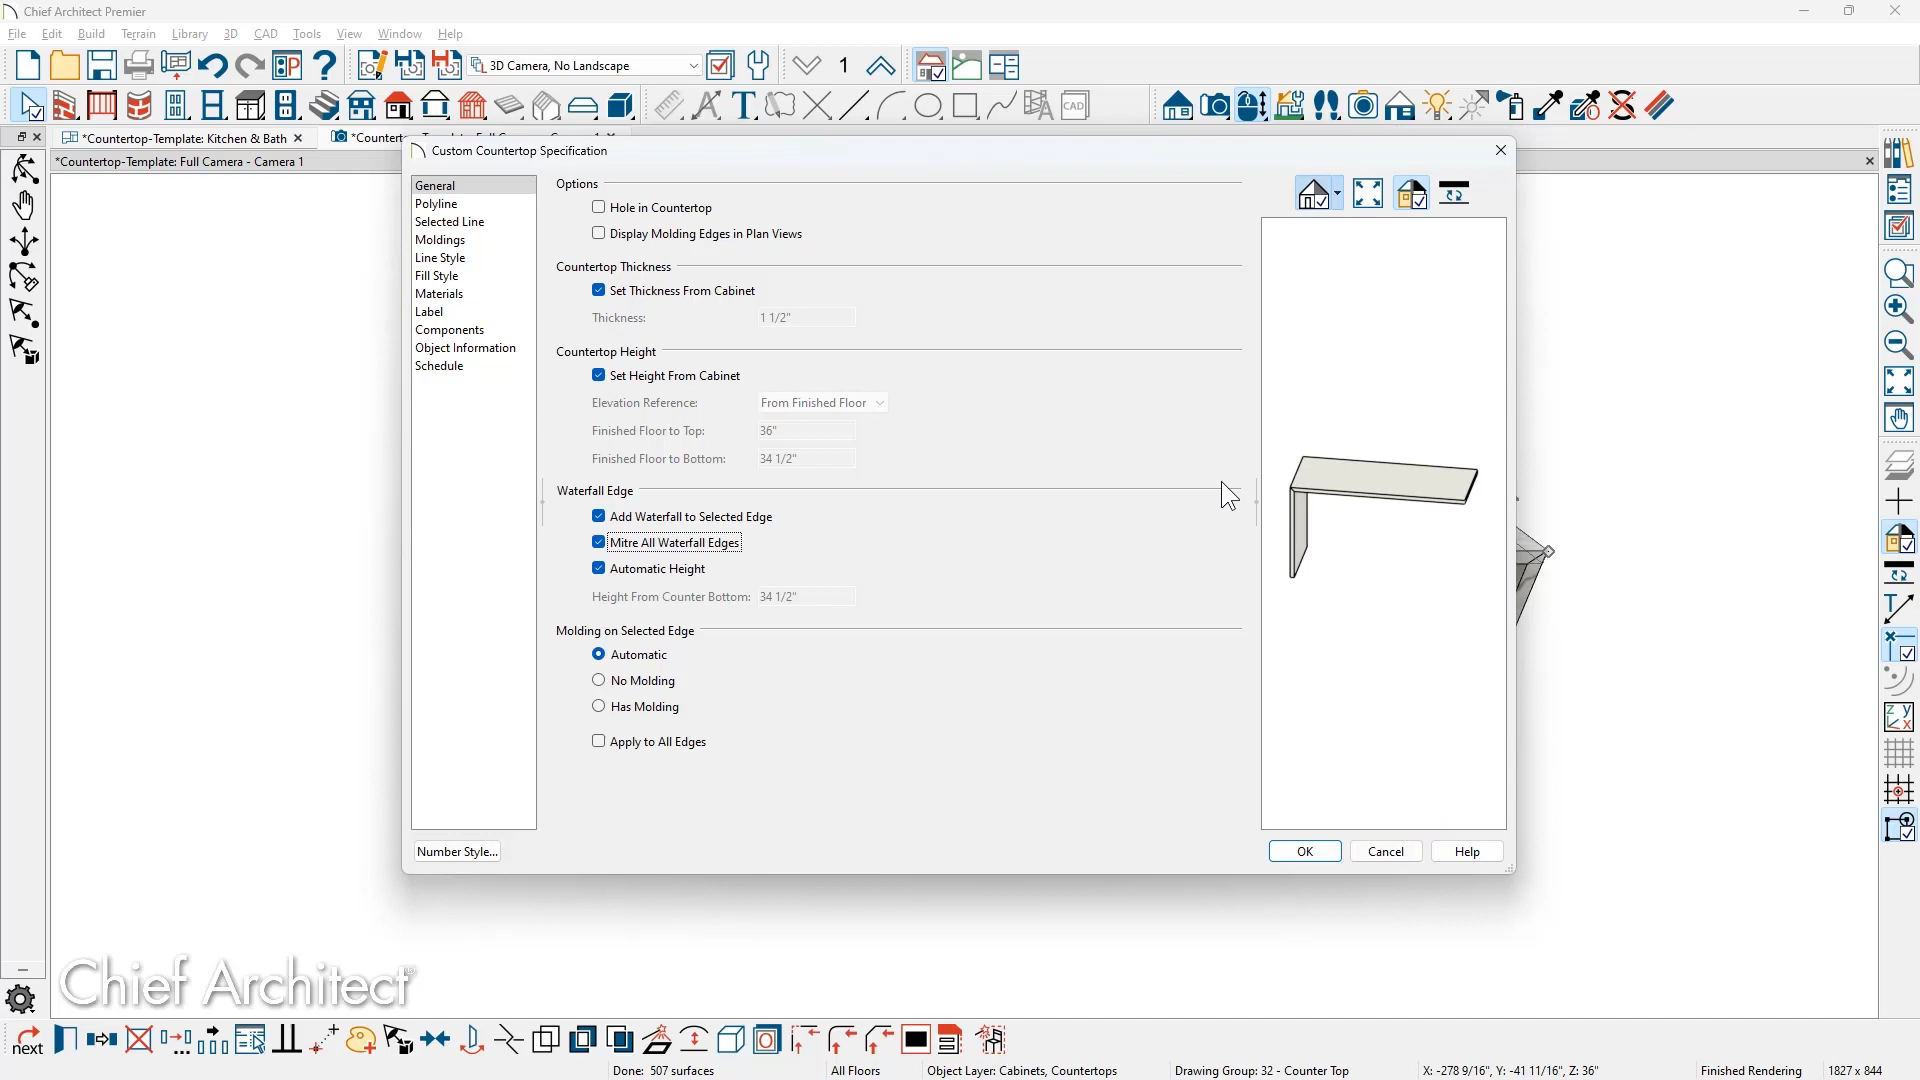 Chief Architect Premier
File Edit Build Terrain Library 3D CAD Tools View Window Help
3D Camera, No Landscape 1
CAD
*Countertop-Template: Kitchen & Bath
*Countertop-Template: Full Camera - Camera 1
Custom Countertop Specification
General
Polyline
Selected Line
Moldings
Line Style
Fill Style
Materials
Label
Components
Object Information
Schedule
Options
Hole in Countertop
Display Molding Edges in Plan Views
Countertop Thickness
Set Thickness From Cabinet
Thickness: 1 1/2"
Countertop Height
Set Height From Cabinet
Elevation Reference: From Finished Floor
Finished Floor to Top: 36"
Finished Floor to Bottom: 34 1/2"
Waterfall Edge
Add Waterfall to Selected Edge
Mitre All Waterfall Edges
Automatic Height
Height From Counter Bottom: 34 1/2"
Molding on Selected Edge
Automatic
No Molding
Has Molding
Apply to All Edges
Number Style... OK Cancel Help
Chief Architect®
next
Done: 507 surfaces All Floors Object Layer: Cabinets, Countertops Drawing Group: 32 - Counter Top X: -278 9/16", Y: -41 11/16", Z: 36" Finished Rendering 1827 x 844